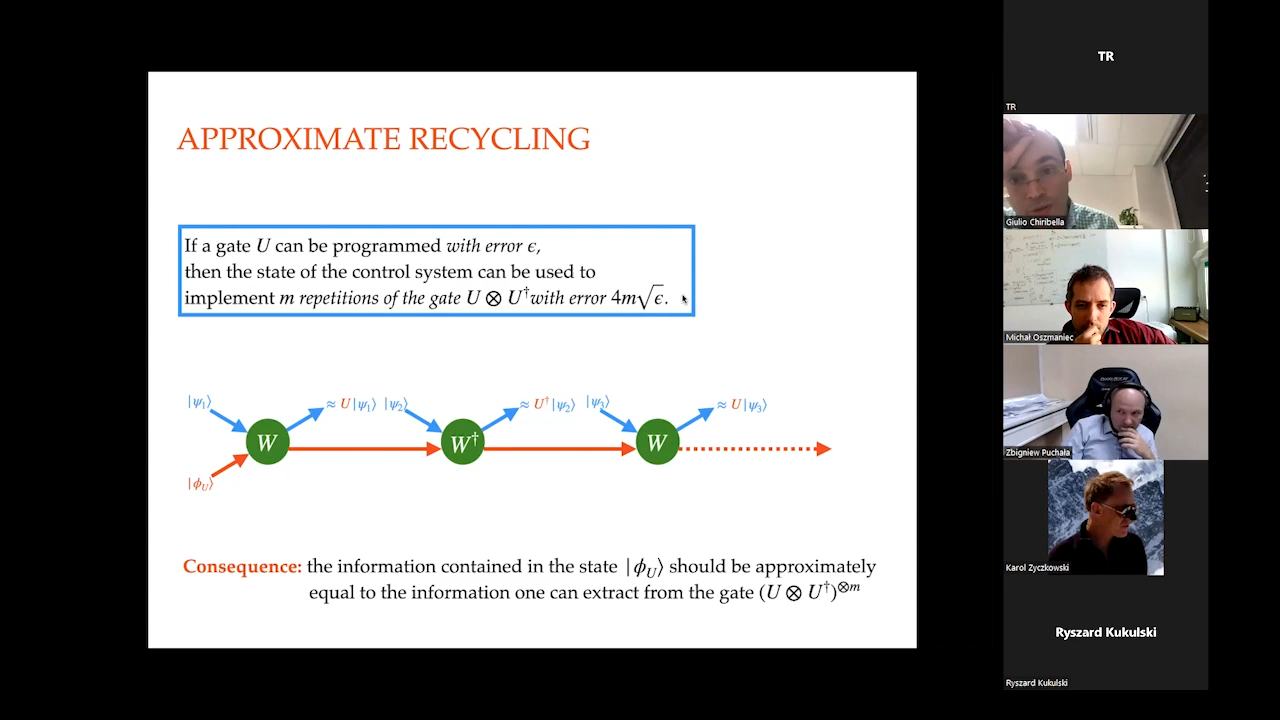 APPROXIMATE RECYCLING
If a gate U can be programmed with error ϵ,
then the state of the control system can be used to
implement m repetitions of the gate U ⊗ U† with error 4m√ϵ.
|ψ₁⟩ ≈ U|ψ₁⟩ |ψ₂⟩ ≈ U†|ψ₂⟩ |ψ₃⟩ ≈ U|ψ₃⟩
W W† W
|ϕ_U⟩
Consequence: the information contained in the state |ϕ_U⟩ should be approximately
equal to the information one can extract from the gate (U ⊗ U†)^⊗m
TR
TR
Giulio Chiribella
Michał Oszmaniec
Zbigniew Puchała
Karol Zyczkowski
Ryszard Kukulski
Ryszard Kukulski